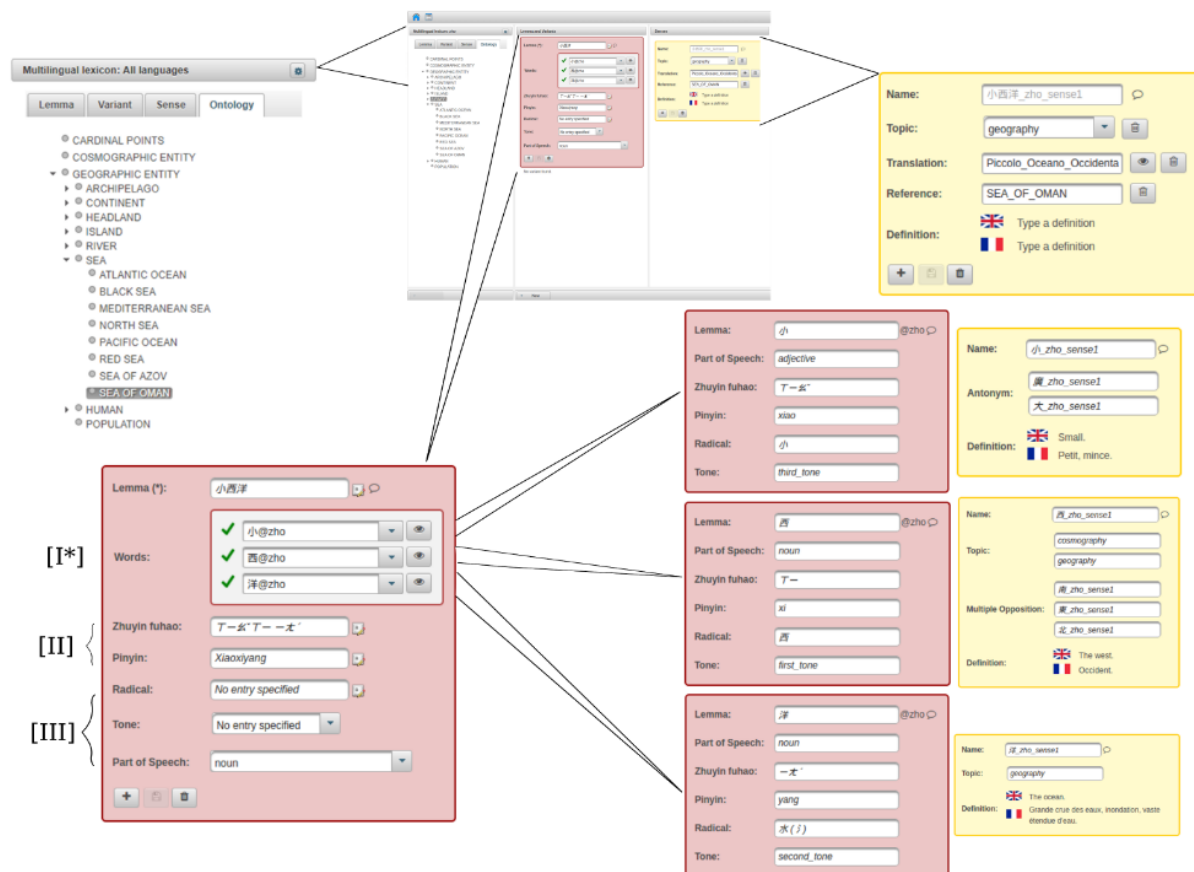 Multilingual lexicon: All languages
Lemma
Variant
Sense
Ontology
CARDINAL POINTS
COSMOGRAPHIC ENTITY
GEOGRAPHIC ENTITY
ARCHIPELAGO
CONTINENT
HEADLAND
ISLAND
RIVER
SEA
ATLANTIC OCEAN
BLACK SEA
MEDITERRANEAN SEA
NORTH SEA
PACIFIC OCEAN
RED SEA
SEA OF AZOV
SEA OF OMAN
HUMAN
POPULATION
Name: 小西洋_zho_sense1
Topic: geography
Translation: Piccolo_Oceano_Occidenta
Reference: SEA_OF_OMAN
Definition:
Type a definition
Type a definition
[I*]
[II]
[III]
Lemma (*): 小西洋
Words:
小@zho
西@zho
洋@zho
Zhuyin fuhao: ㄒㄧㄠˇㄒㄧ ㄧㄤˊ
Pinyin: Xiaoxiyang
Radical: No entry specified
Tone: No entry specified
Part of Speech: noun
Lemma: 小 @zho
Part of Speech: adjective
Zhuyin fuhao: ㄒㄧㄠˇ
Pinyin: xiao
Radical: 小
Tone: third_tone
Name: 小_zho_sense1
Antonym:
廣_zho_sense1
大_zho_sense1
Definition:
Small.
Petit, mince.
Lemma: 西 @zho
Part of Speech: noun
Zhuyin fuhao: ㄒㄧ
Pinyin: xi
Radical: 西
Tone: first_tone
Name: 西_zho_sense1
Topic:
cosmography
geography
Multiple Opposition:
南_zho_sense1
東_zho_sense1
北_zho_sense1
Definition:
The west.
Occident.
Lemma: 洋 @zho
Part of Speech: noun
Zhuyin fuhao: ㄧㄤˊ
Pinyin: yang
Radical: 水 (氵)
Tone: second_tone
Name: 洋_zho_sense1
Topic: geography
Definition:
The ocean.
Grande crue des eaux, inondation, vaste
étendue d'eau.